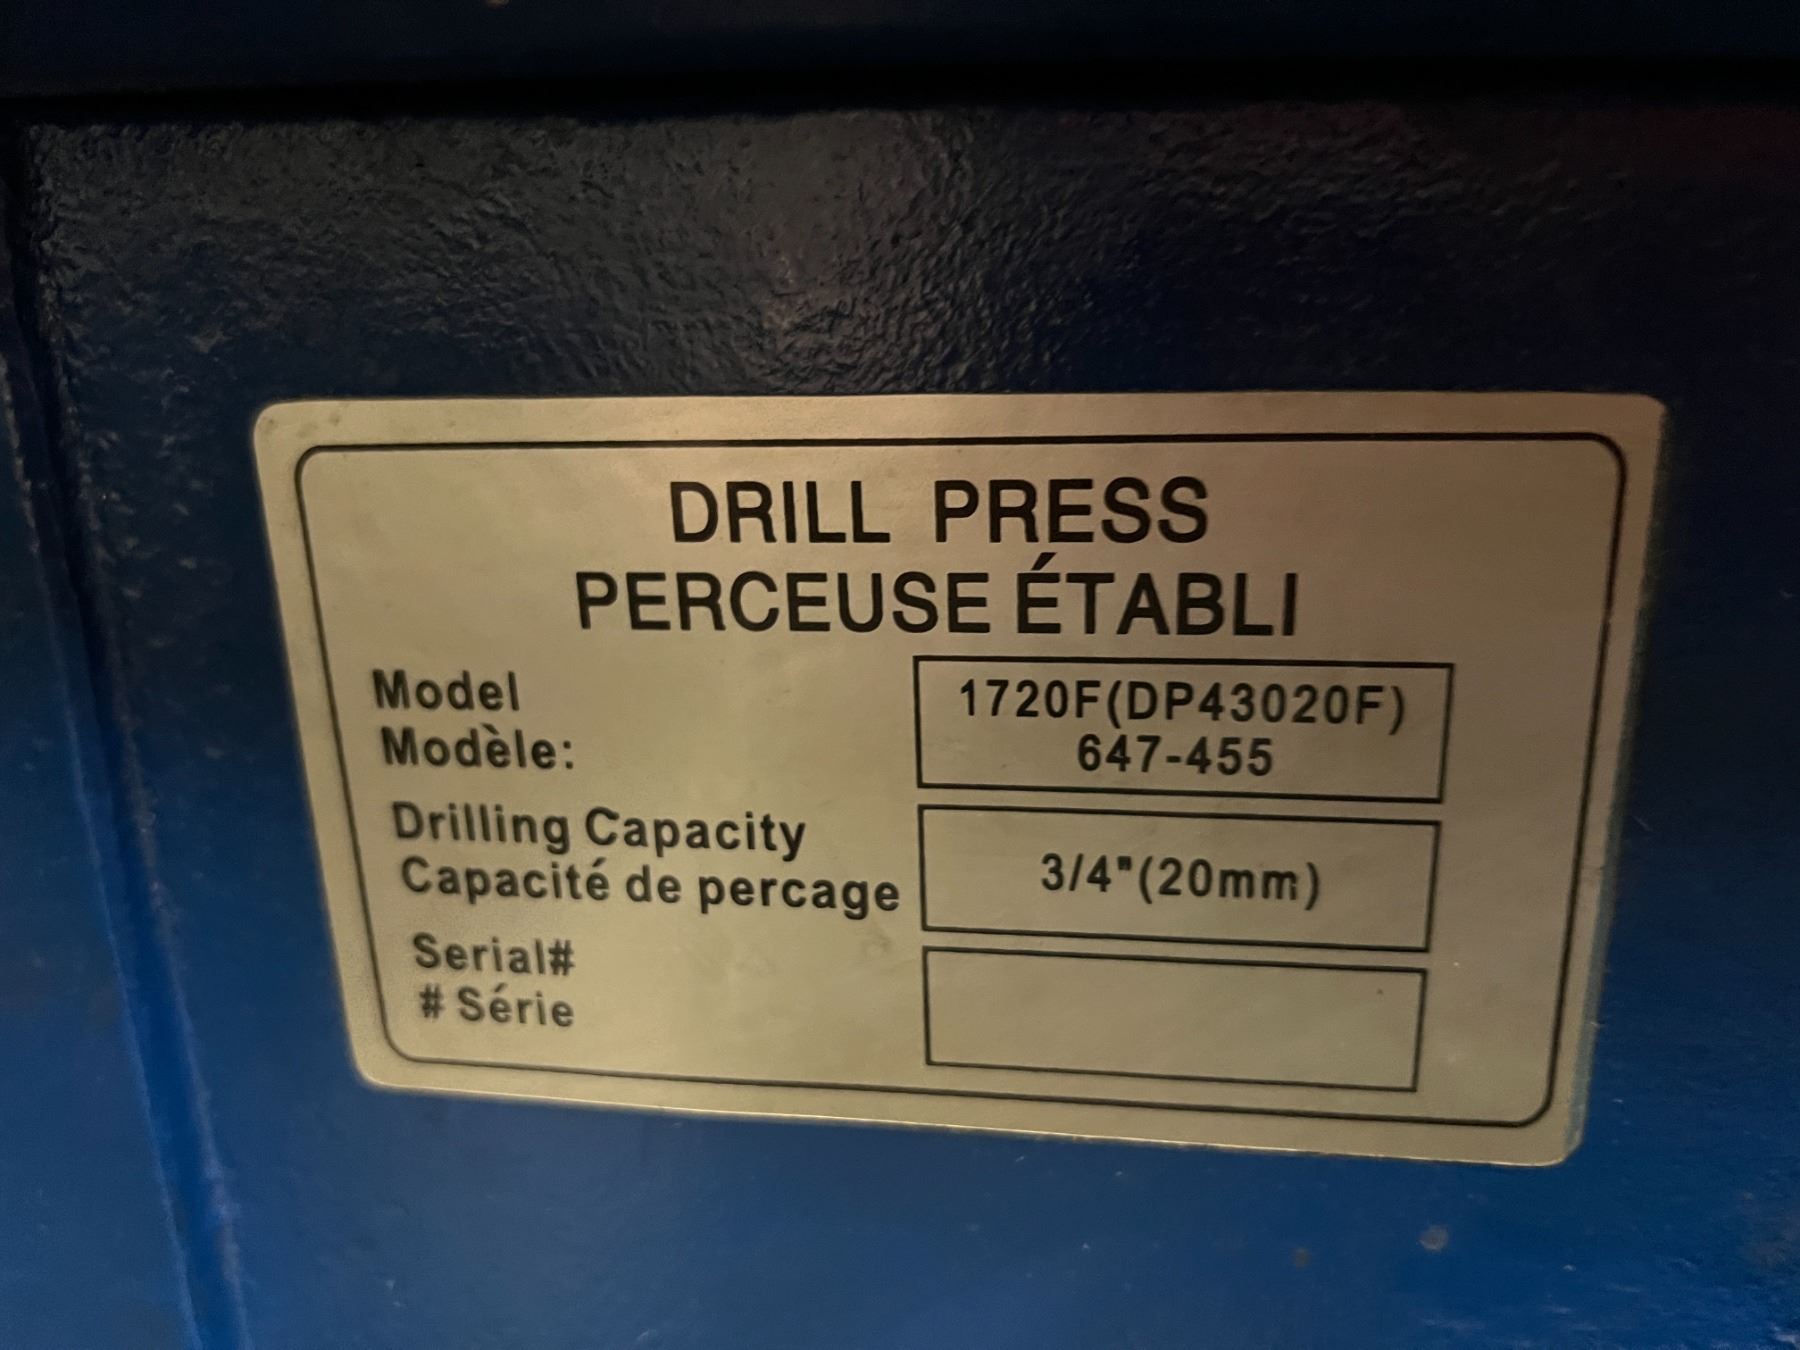 DRILL PRESS
PERCEUSE ÉTABLI
Model
Modèle:
1720F(DP43020F)
647-455
Drilling Capacity
Capacité de percage
3/4"(20mm)
Serial#
# Série